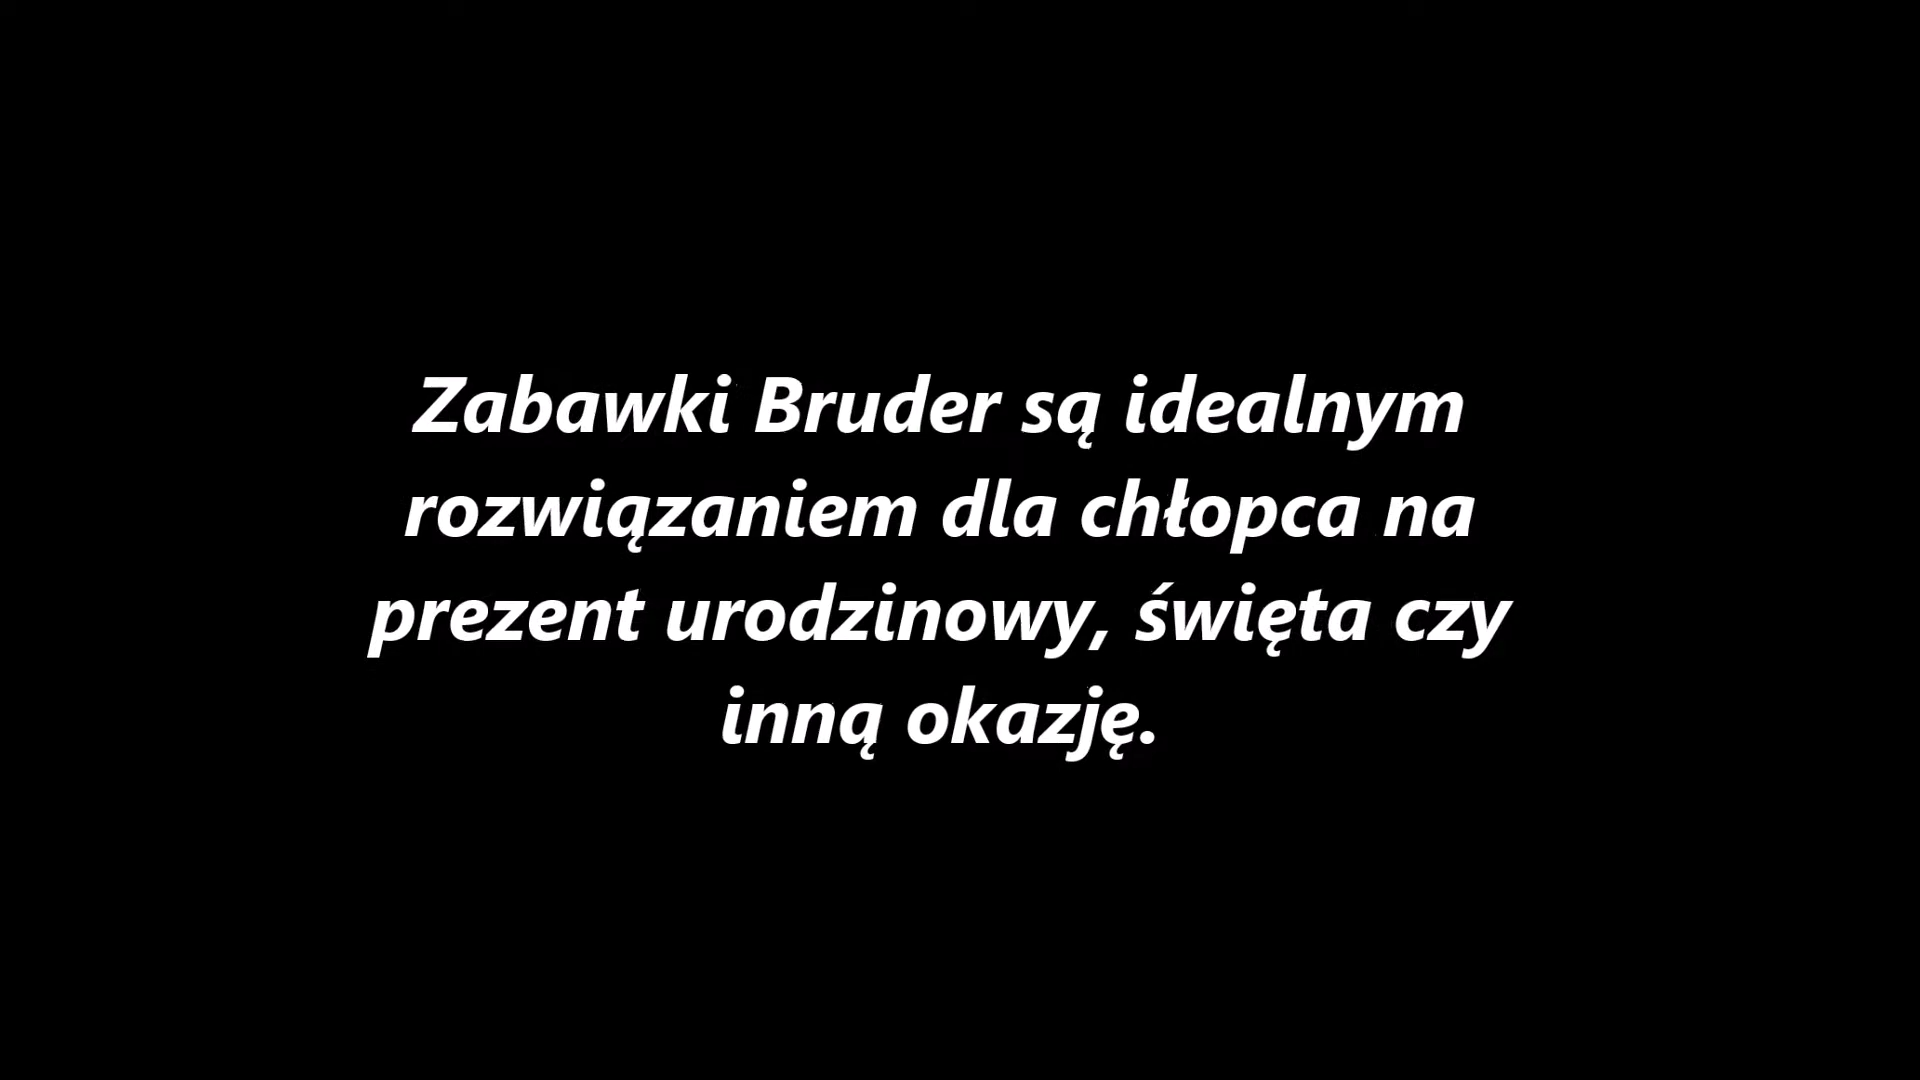 Zabawki Bruder są idealnym
rozwiązaniem dla chłopca na
prezent urodzinowy, święta czy
inną okazję.